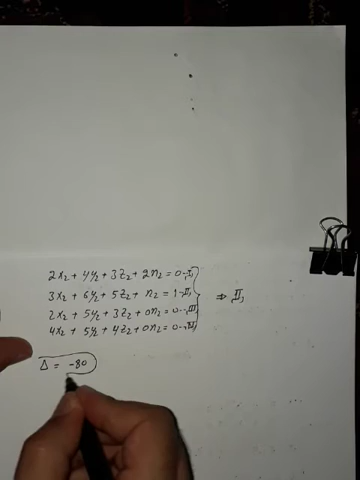 2x₂ + 4y₂ + 3z₂ + 2n₂ = 0 -I,
3x₂ + 6y₂ + 5z₂ + n₂ = 1 -II, ⇒ II,
2x₂ + 5y₂ + 3z₂ + 0n₂ = 0 -III,
4x₂ + 5y₂ + 4z₂ + 0n₂ = 0 -IV,
Δ = -80